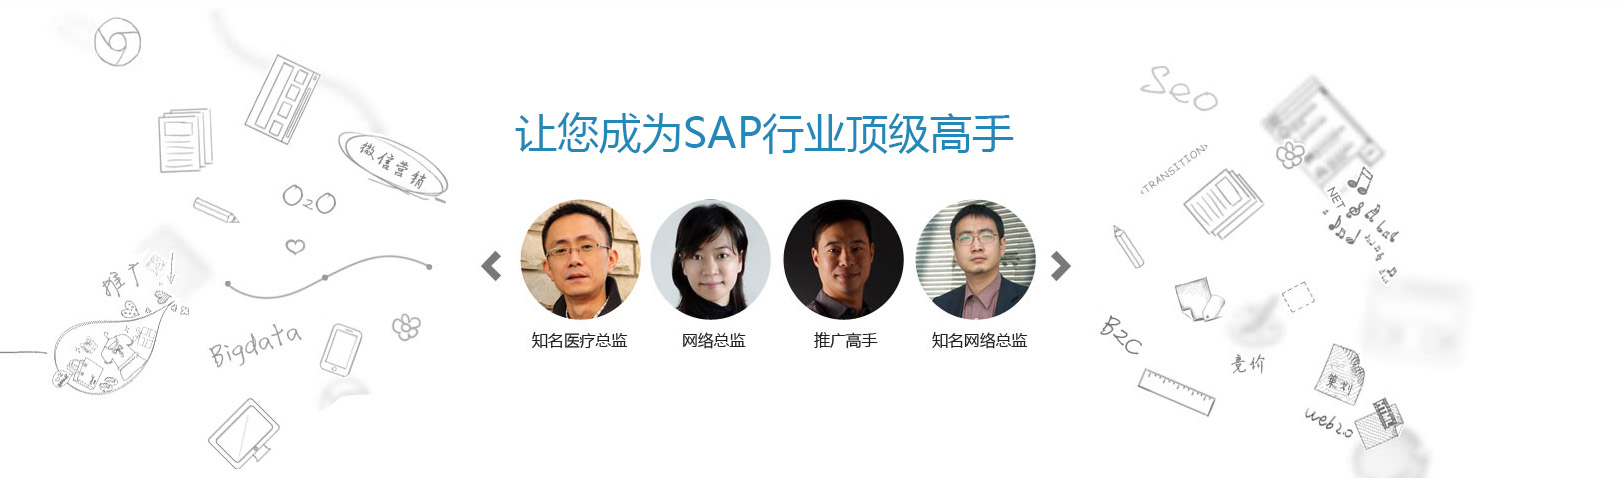 让您成为SAP行业顶级高手
知名医疗总监
网络总监
推广高手
知名网络总监
微信营销
O2O
推广
Bigdata
Seo
<TRANSITION>
.NET
B2C
竞价
策划
web2.0